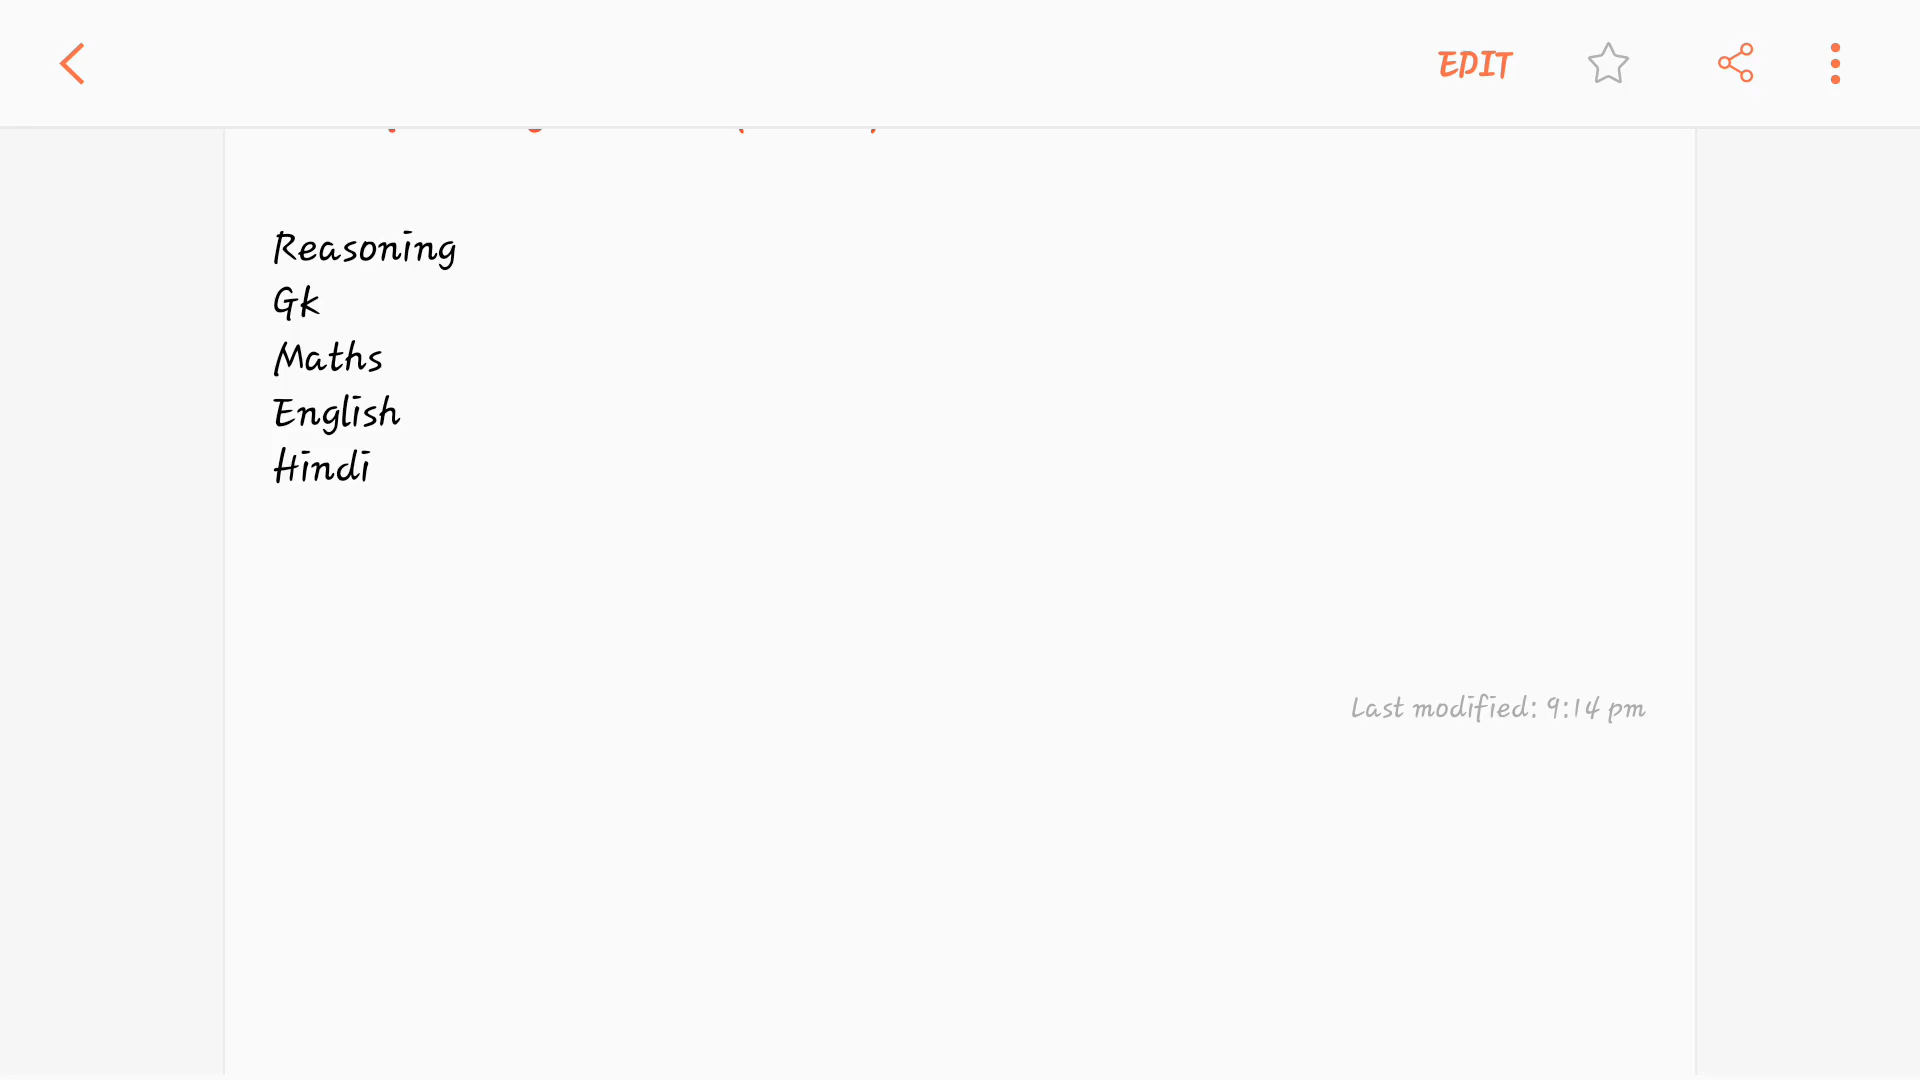 EDIT
Reasoning
Gk
Maths
English
Hindi
Last modified: 9:14 pm